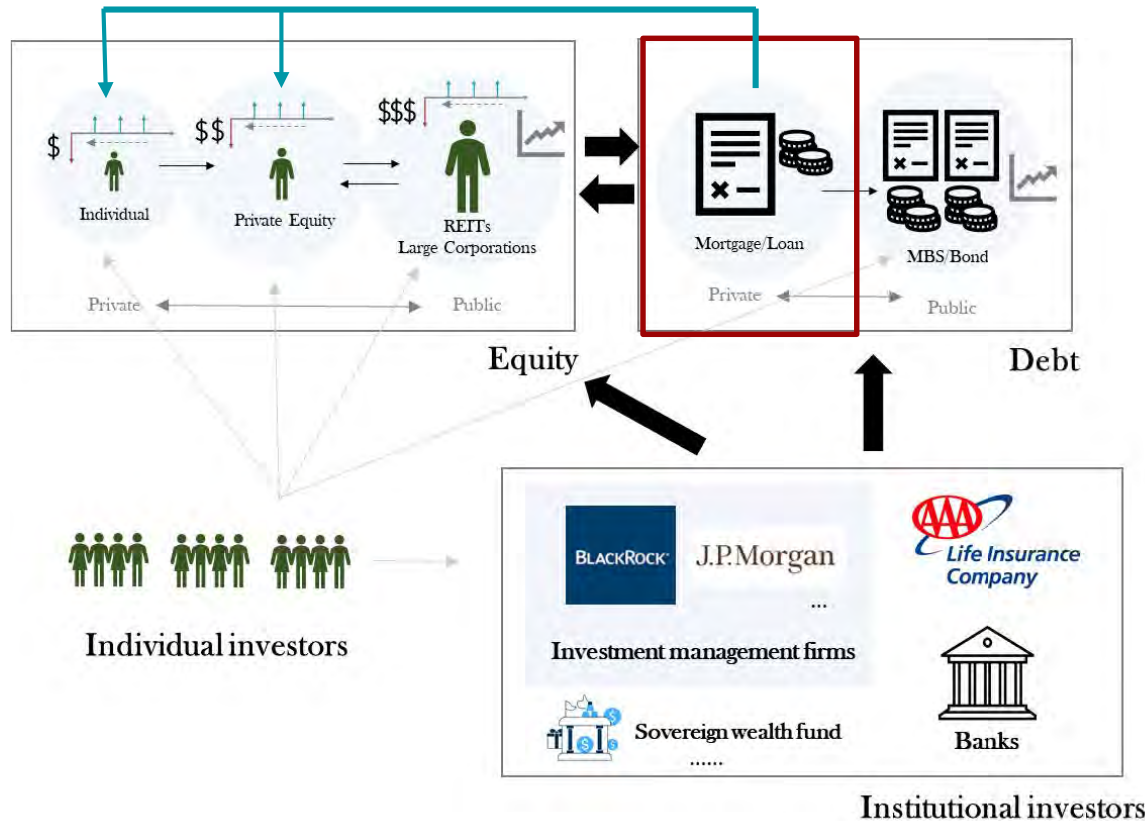 $
$$
$$$
Individual
Private Equity
REITs
Large Corporations
Private
Public
Equity
Mortgage/Loan
MBS/Bond
Private
Public
Debt
Individual investors
BLACKROCK
J.P.Morgan
...
Investment management firms
Sovereign wealth fund
......
AAA
Life Insurance
Company
Banks
Institutional investors